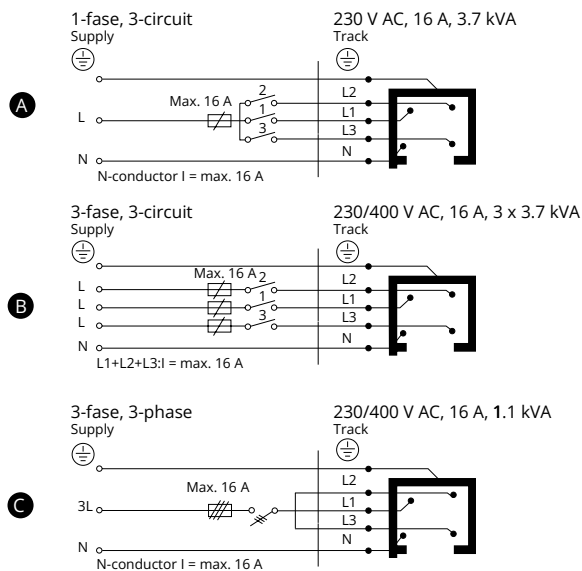 1-fase, 3-circuit
Supply
230 V AC, 16 A, 3.7 kVA
Track
A
L
Max. 16 A
2
1
3
L2
L1
L3
N
N
N-conductor I = max. 16 A
3-fase, 3-circuit
Supply
230/400 V AC, 16 A, 3 x 3.7 kVA
Track
B
L
L
L
Max. 16 A
2
1
3
L2
L1
L3
N
N
L1+L2+L3:I = max. 16 A
3-fase, 3-phase
Supply
230/400 V AC, 16 A, 1.1 kVA
Track
C
3L
Max. 16 A
L2
L1
L3
N
N
N-conductor I = max. 16 A